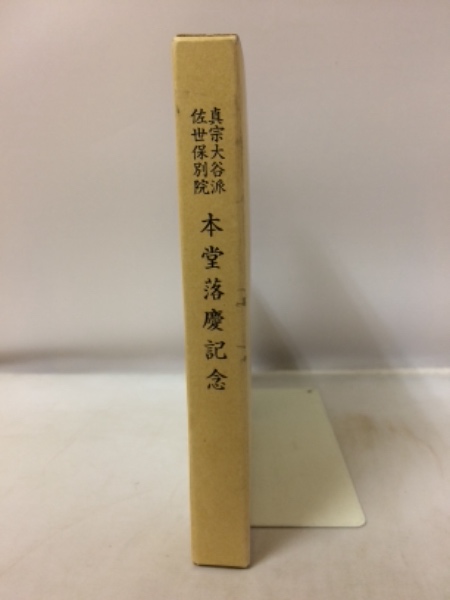 真宗大谷派
佐世保別院
本堂落慶記念